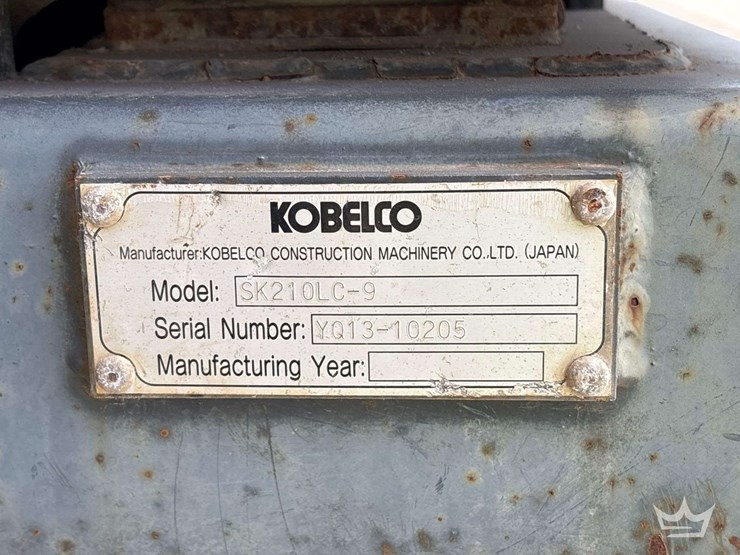 KOBELCO
Manufacturer:KOBELCO CONSTRUCTION MACHINERY CO.,LTD. (JAPAN)
Model: SK210LC-9
Serial Number: YQ13-10205
Manufacturing Year: